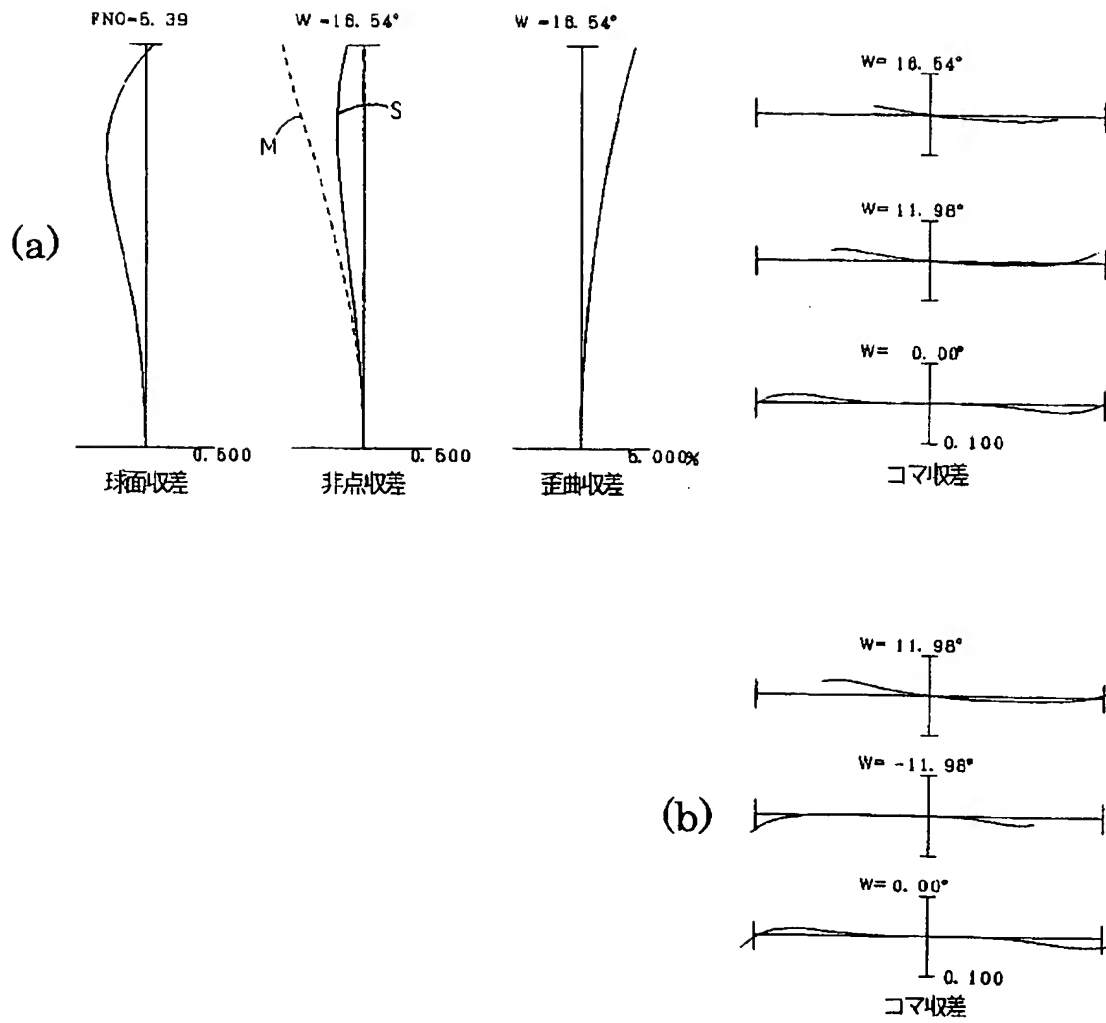 (a)
FNO=5.39
0.500
球面収差
W =16.54°
M
S
0.500
非点収差
W =16.54°
5.000%
歪曲収差
W= 16.54°
W= 11.98°
W= 0.00°
0.100
コマ収差
(b)
W= 11.98°
W= -11.98°
W= 0.00°
0.100
コマ収差